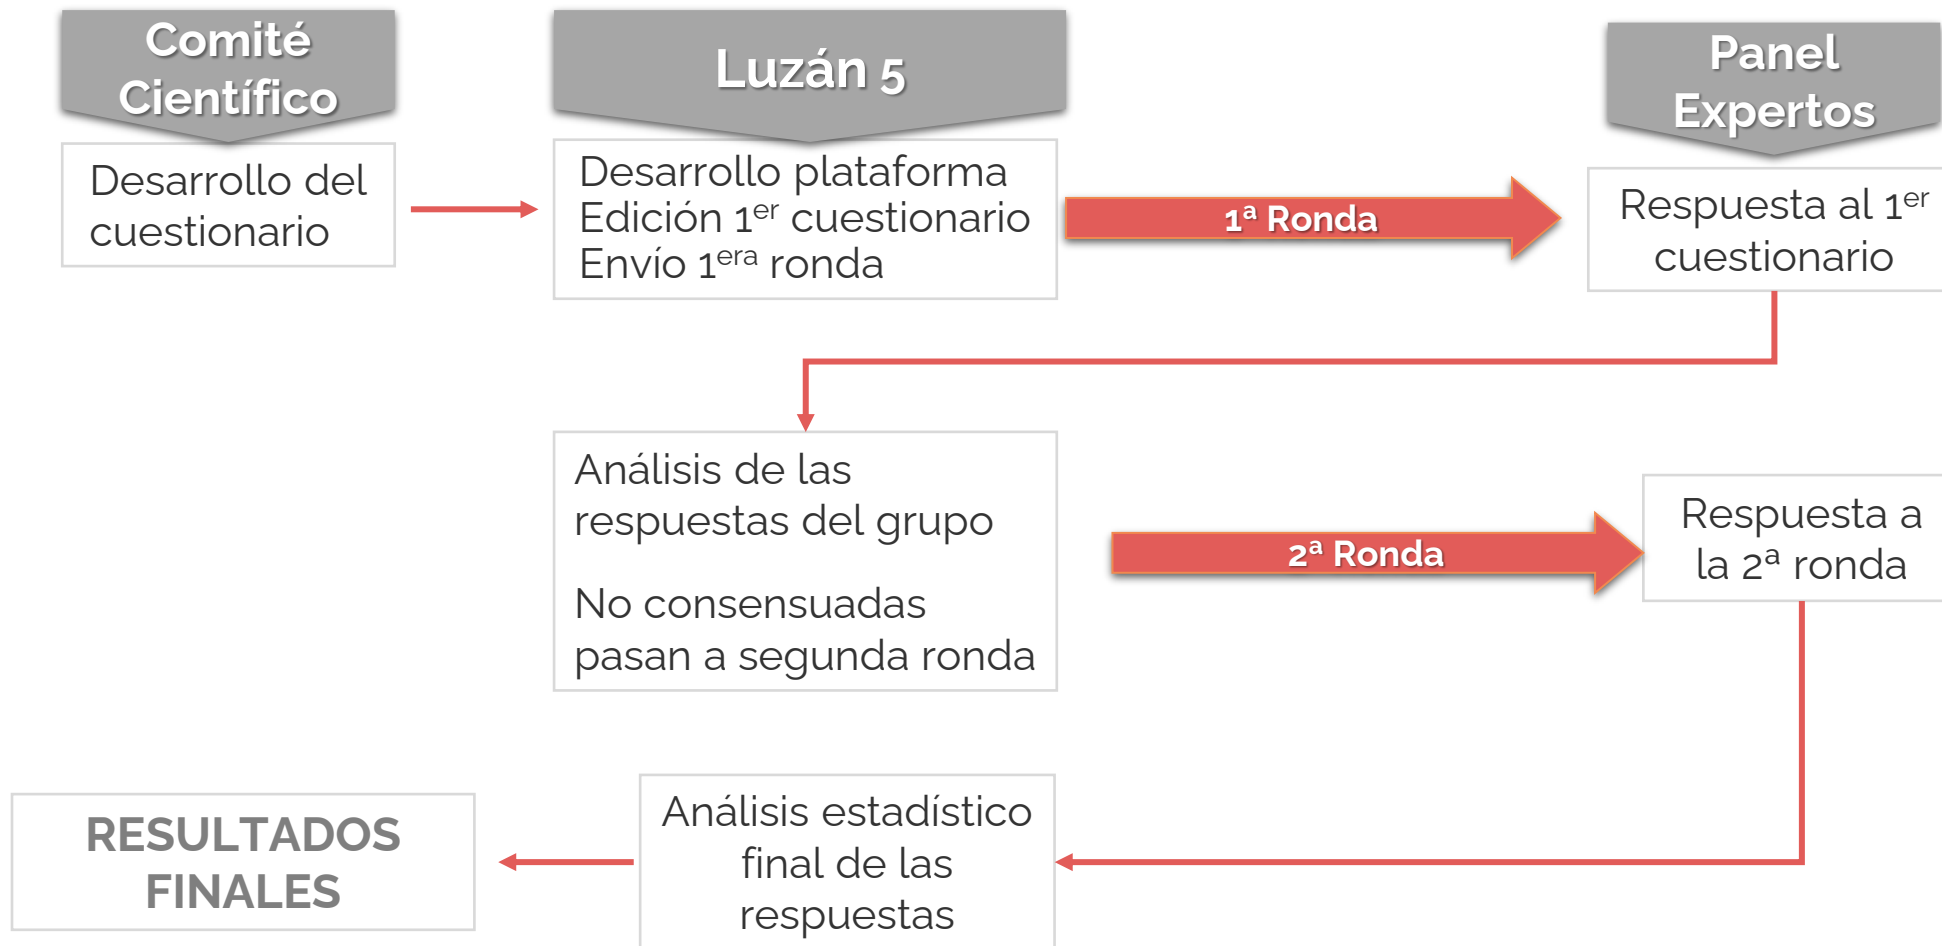 Comité
Científico
Luzán 5
Panel
Expertos
Desarrollo del
cuestionario
Desarrollo plataforma
Edición 1er cuestionario
Envío 1era ronda
1ª Ronda
Respuesta al 1er
cuestionario
Análisis de las
respuestas del grupo
No consensuadas
pasan a segunda ronda
2ª Ronda
Respuesta a
la 2ª ronda
RESULTADOS
FINALES
Análisis estadístico
final de las
respuestas